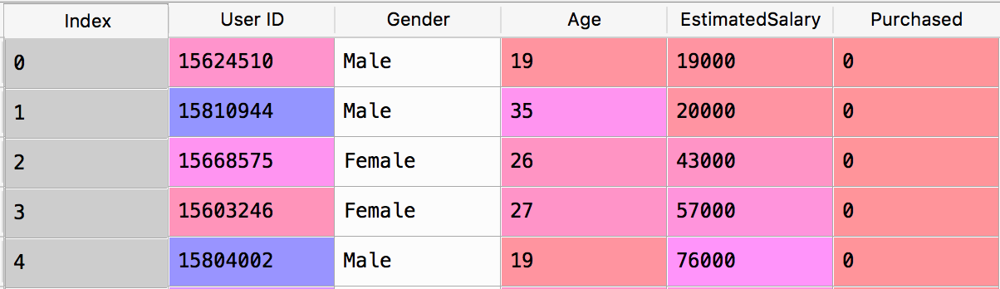 Index User ID Gender Age EstimatedSalary Purchased
0 15624510 Male 19 19000 0
1 15810944 Male 35 20000 0
2 15668575 Female 26 43000 0
3 15603246 Female 27 57000 0
4 15804002 Male 19 76000 0